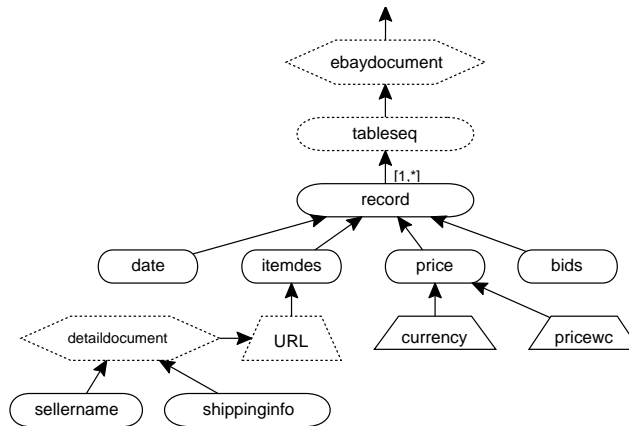 ebaydocument
tableseq
[1,*]
record
date
itemdes
price
bids
detaildocument
URL
currency
pricewc
sellername
shippinginfo